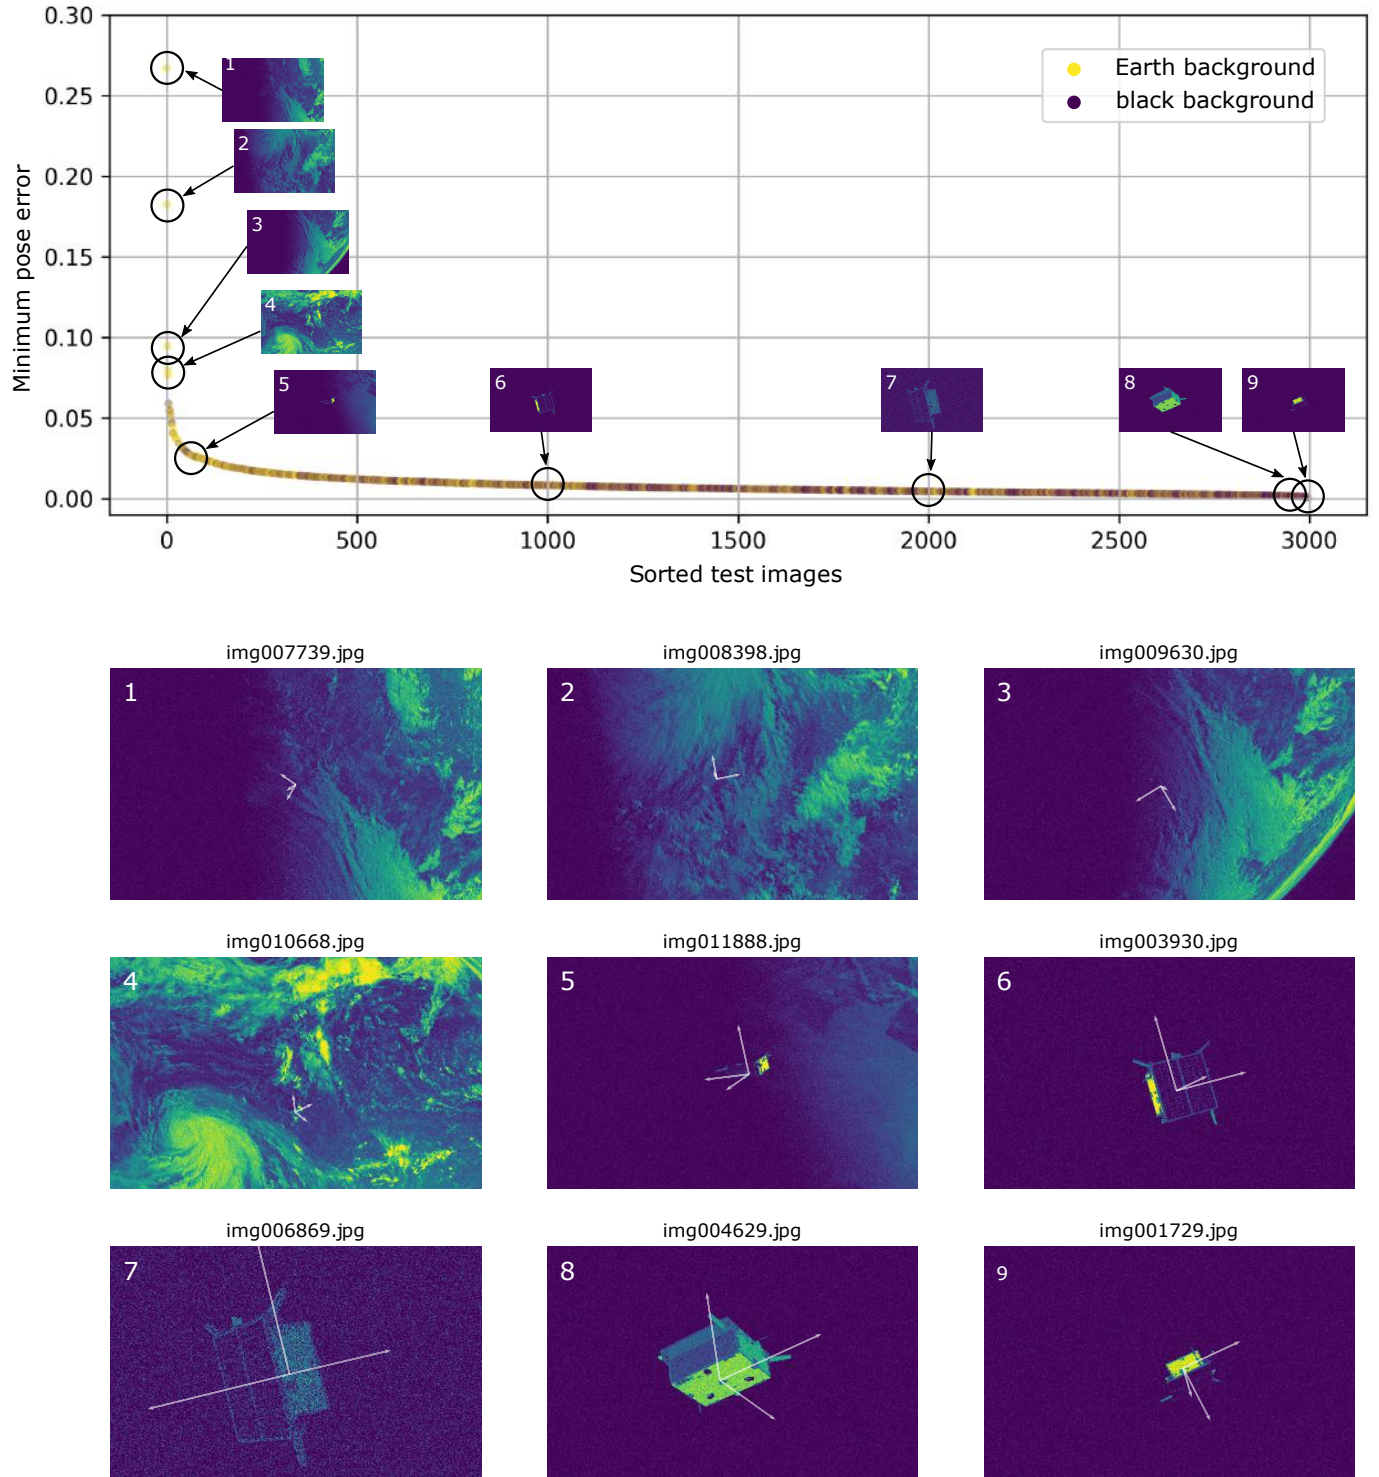 0.30
0.25
0.20
0.15
0.10
0.05
0.00
Minimum pose error
1
2
3
4
5
6
7
8
9
Earth background
black background
0 500 1000 1500 2000 2500 3000
Sorted test images
img007739.jpg img008398.jpg img009630.jpg
1 2 3
img010668.jpg img011888.jpg img003930.jpg
4 5 6
img006869.jpg img004629.jpg img001729.jpg
7 8 9